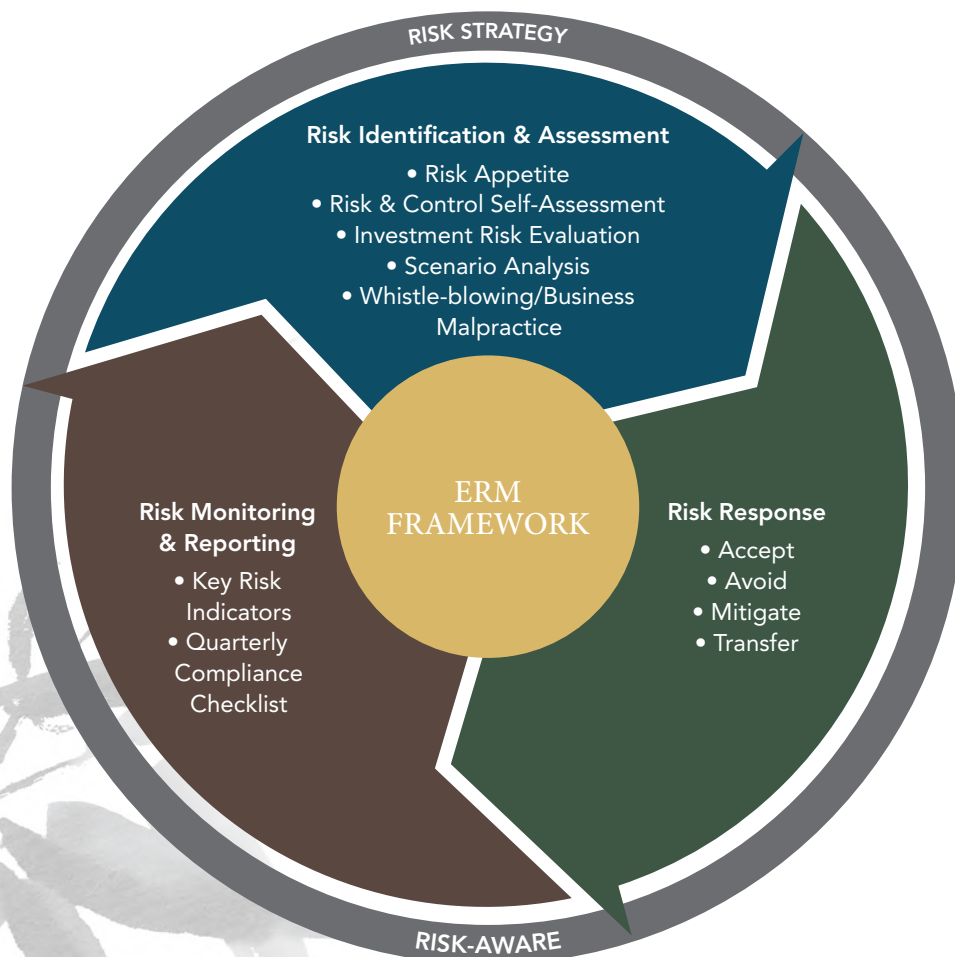 RISK STRATEGY
Risk Identification & Assessment
• Risk Appetite
• Risk & Control Self-Assessment
• Investment Risk Evaluation
• Scenario Analysis
• Whistle-blowing/Business
Malpractice
ERM
FRAMEWORK
Risk Response
• Accept
• Avoid
• Mitigate
• Transfer
Risk Monitoring
& Reporting
• Key Risk
Indicators
• Quarterly
Compliance
Checklist
RISK-AWARE